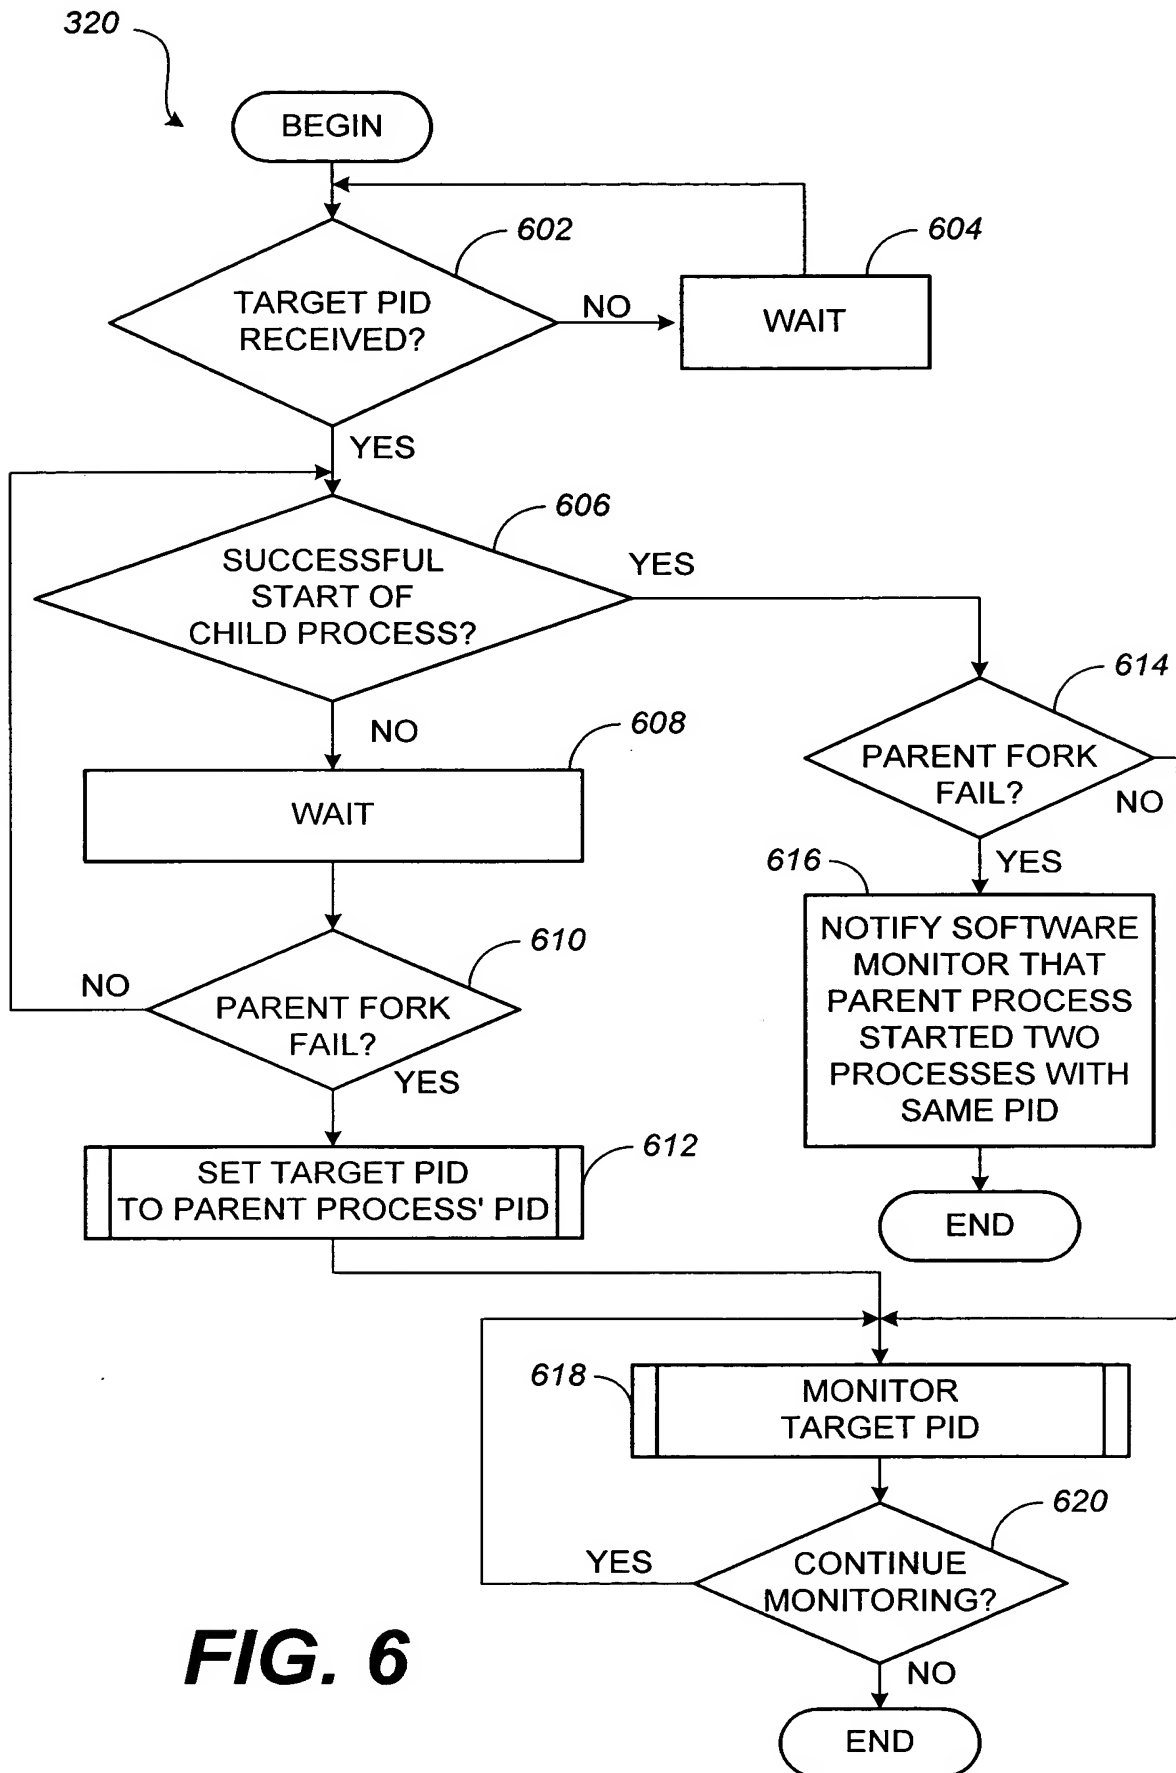 320
BEGIN
602
TARGET PID
RECEIVED?
NO
604
WAIT
YES
606
SUCCESSFUL
START OF
CHILD PROCESS?
YES
NO
608
WAIT
614
PARENT FORK
FAIL?
NO
YES
610
PARENT FORK
FAIL?
NO
YES
616
NOTIFY SOFTWARE
MONITOR THAT
PARENT PROCESS
STARTED TWO
PROCESSES WITH
SAME PID
612
SET TARGET PID
TO PARENT PROCESS' PID
END
618
MONITOR
TARGET PID
620
CONTINUE
MONITORING?
YES
NO
END
FIG. 6